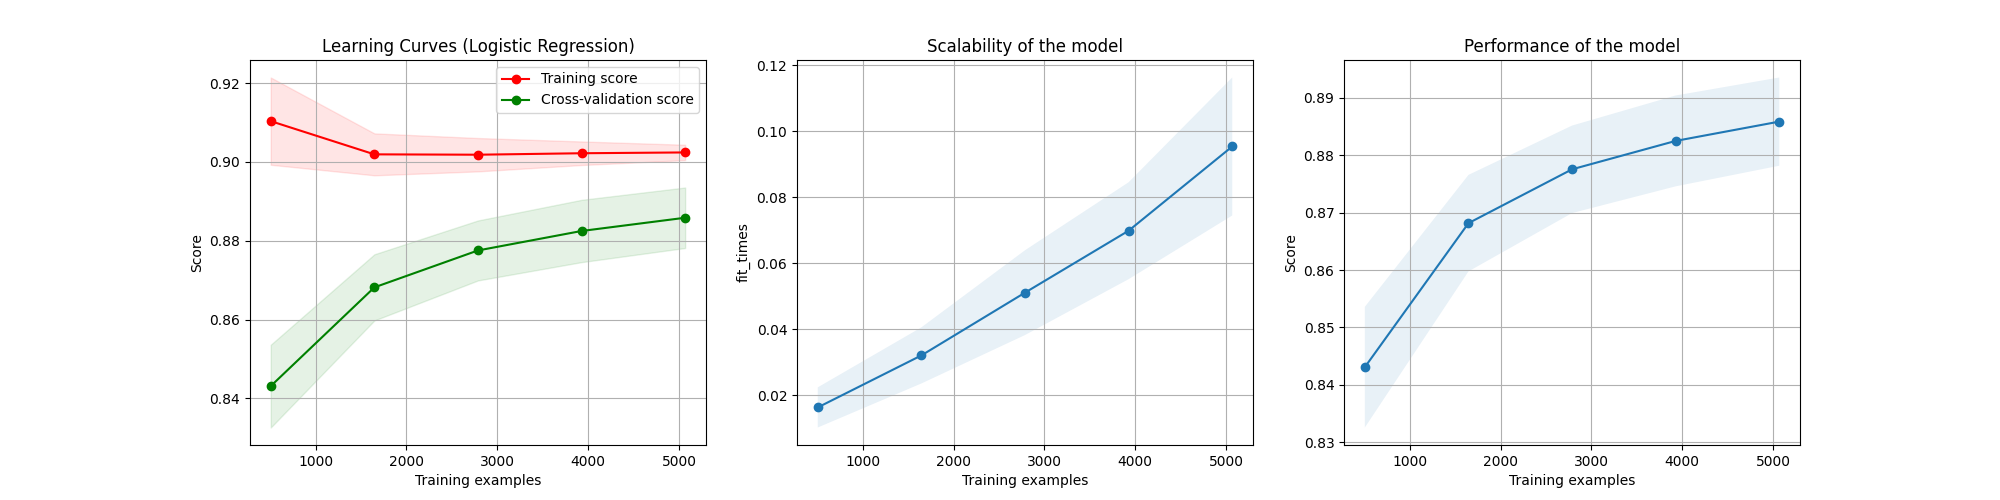 Learning Curves (Logistic Regression)
Training score
Cross-validation score
0.92
0.90
0.88
0.86
0.84
Score
1000 2000 3000 4000 5000
Training examples
Scalability of the model
0.12
0.10
0.08
0.06
0.04
0.02
fit_times
1000 2000 3000 4000 5000
Training examples
Performance of the model
0.89
0.88
0.87
0.86
0.85
0.84
0.83
Score
1000 2000 3000 4000 5000
Training examples